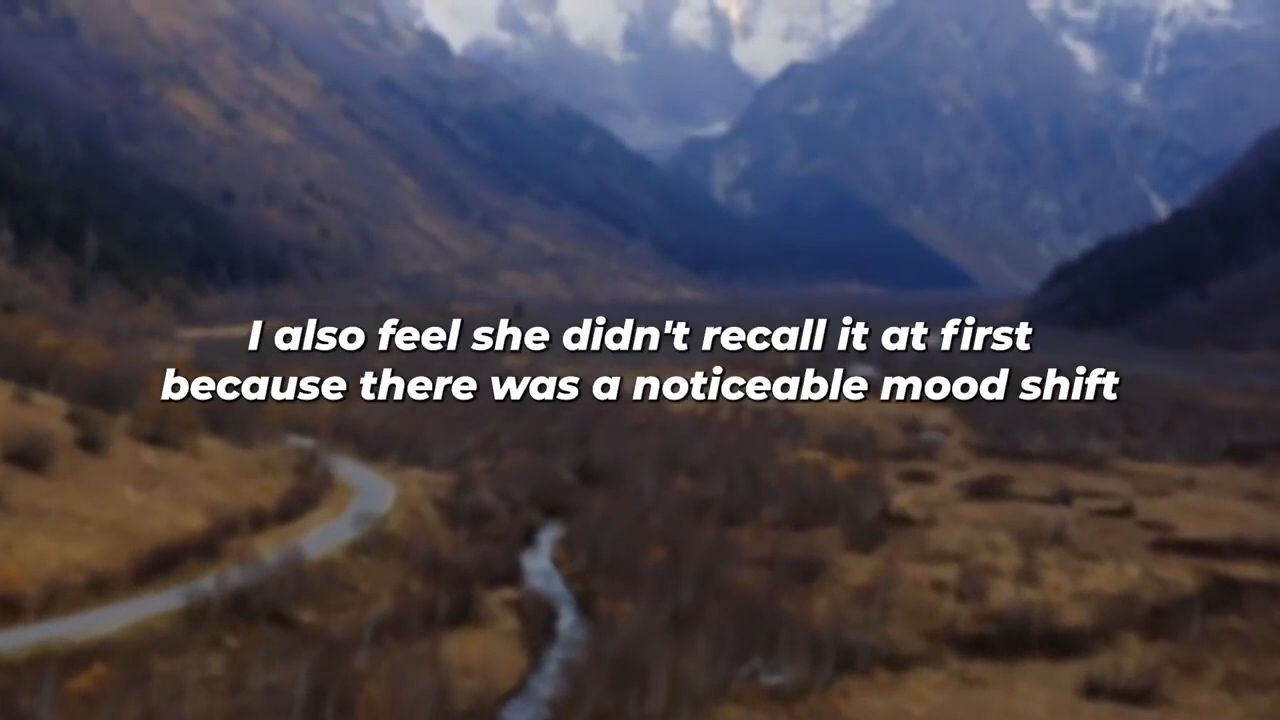 I also feel she didn't recall it at first
because there was a noticeable mood shift